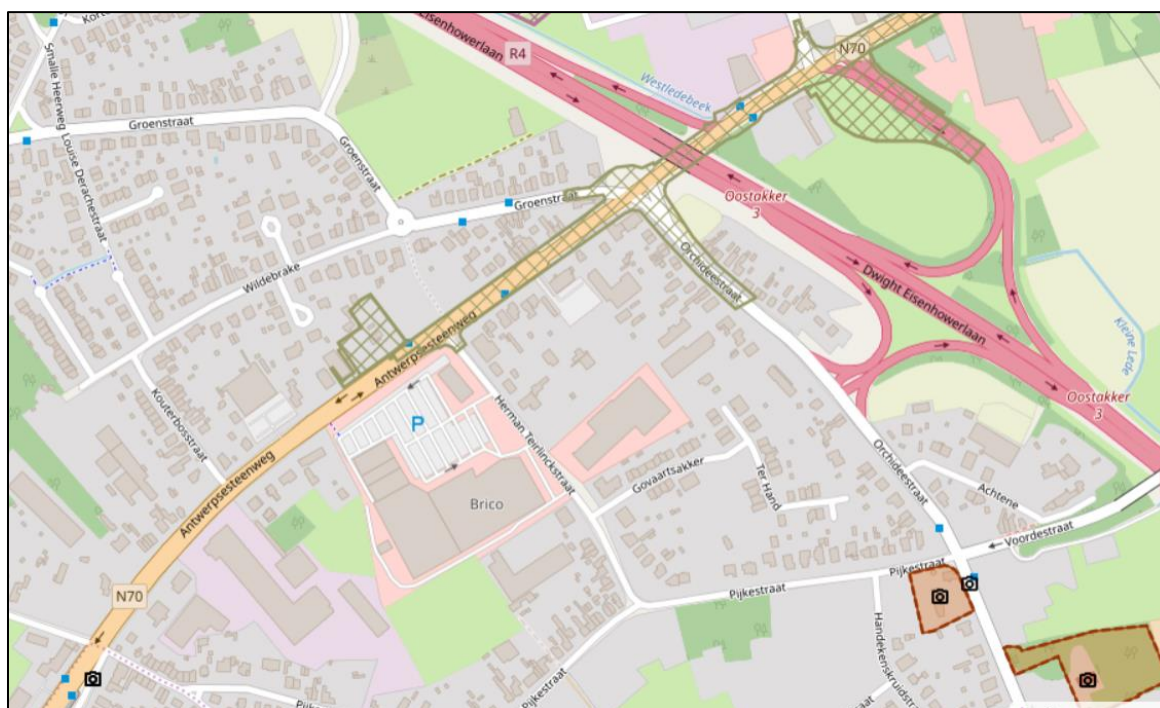 Korte
Smalle Heerweg
Louise Derachestraat
Groenstraat
Groenstraat
Groenstraat
Wildebrake
Kouterbosstraat
Eisenhowerlaan
R4
Westledebeek
N70
Oostakker
3
Dwight Eisenhowerlaan
Kleine Lede
Oostakker
3
Orchideestraat
Antwerpsesteenweg
P
Herman Teirlinckstraat
Brico
Govaartsakker
Ter Hand
Orchideestraat
Achtene
Voordestraat
Antwerpsesteenweg
N70
Pijkestraat
Pijkestraat
Handekenskruidstr
Pijkestraat
Pijk